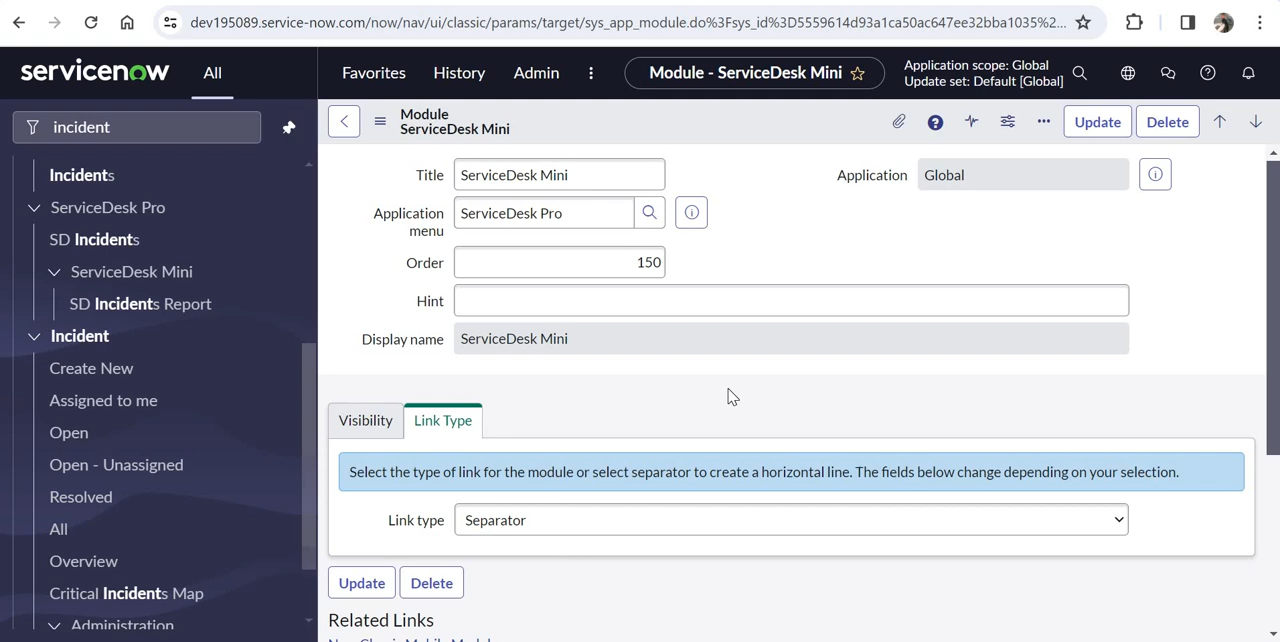 dev195089.service-now.com/now/nav/ui/classic/params/target/sys_app_module.do%3Fsys_id%3D5559614d93a1ca50ac647ee32bba1035%2...
servicenow
All
Favorites
History
Admin
Module - ServiceDesk Mini
Application scope: Global
Update set: Default [Global]
incident
Incidents
ServiceDesk Pro
SD Incidents
ServiceDesk Mini
SD Incidents Report
Incident
Create New
Assigned to me
Open
Open - Unassigned
Resolved
All
Overview
Critical Incidents Map
Administration
Module
ServiceDesk Mini
Update
Delete
Title
ServiceDesk Mini
Application
Global
Application menu
ServiceDesk Pro
Order
150
Hint
Display name
ServiceDesk Mini
Visibility
Link Type
Select the type of link for the module or select separator to create a horizontal line. The fields below change depending on your selection.
Link type
Separator
Update
Delete
Related Links